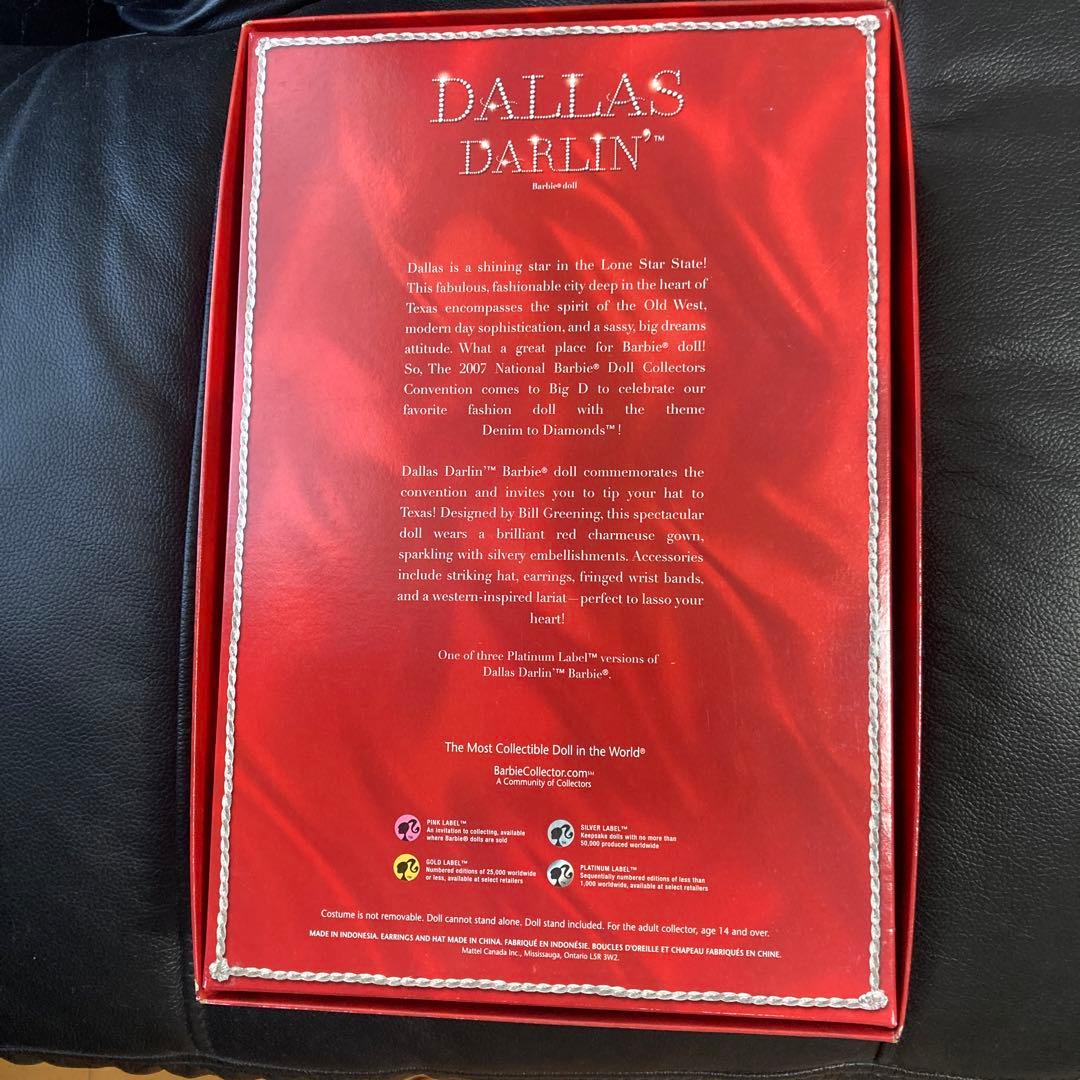 DALLAS
DARLIN'™
Barbie® doll
Dallas is a shining star in the Lone Star State!
This fabulous, fashionable city deep in the heart of
Texas encompasses the spirit of the Old West,
modern day sophistication, and a sassy, big dreams
attitude. What a great place for Barbie® doll!
So, The 2007 National Barbie® Doll Collectors
Convention comes to Big D to celebrate our
favorite fashion doll with the theme
Denim to Diamonds™!
Dallas Darlin'™ Barbie® doll commemorates the
convention and invites you to tip your hat to
Texas! Designed by Bill Greening, this spectacular
doll wears a brilliant red charmeuse gown,
sparkling with silvery embellishments. Accessories
include striking hat, earrings, fringed wrist bands,
and a western-inspired lariat—perfect to lasso your
heart!
One of three Platinum Label™ versions of
Dallas Darlin'™ Barbie®.
The Most Collectible Doll in the World®
BarbieCollector.com℠
A Community of Collectors
PINK LABEL™
An invitation to collecting, available
where Barbie® dolls are sold
SILVER LABEL™
Keepsake dolls with no more than
50,000 produced worldwide
GOLD LABEL™
Numbered editions of 25,000 worldwide
or less, available at select retailers
PLATINUM LABEL™
Sequentially numbered editions of less than
1,000 worldwide, available at select retailers
Costume is not removable. Doll cannot stand alone. Doll stand included. For the adult collector, age 14 and over.
MADE IN INDONESIA. EARRINGS AND HAT MADE IN CHINA. FABRIQUÉ EN INDONÉSIE. BOUCLES D'OREILLE ET CHAPEAU FABRIQUÉS EN CHINE.
Mattel Canada Inc., Mississauga, Ontario L5R 3W2.